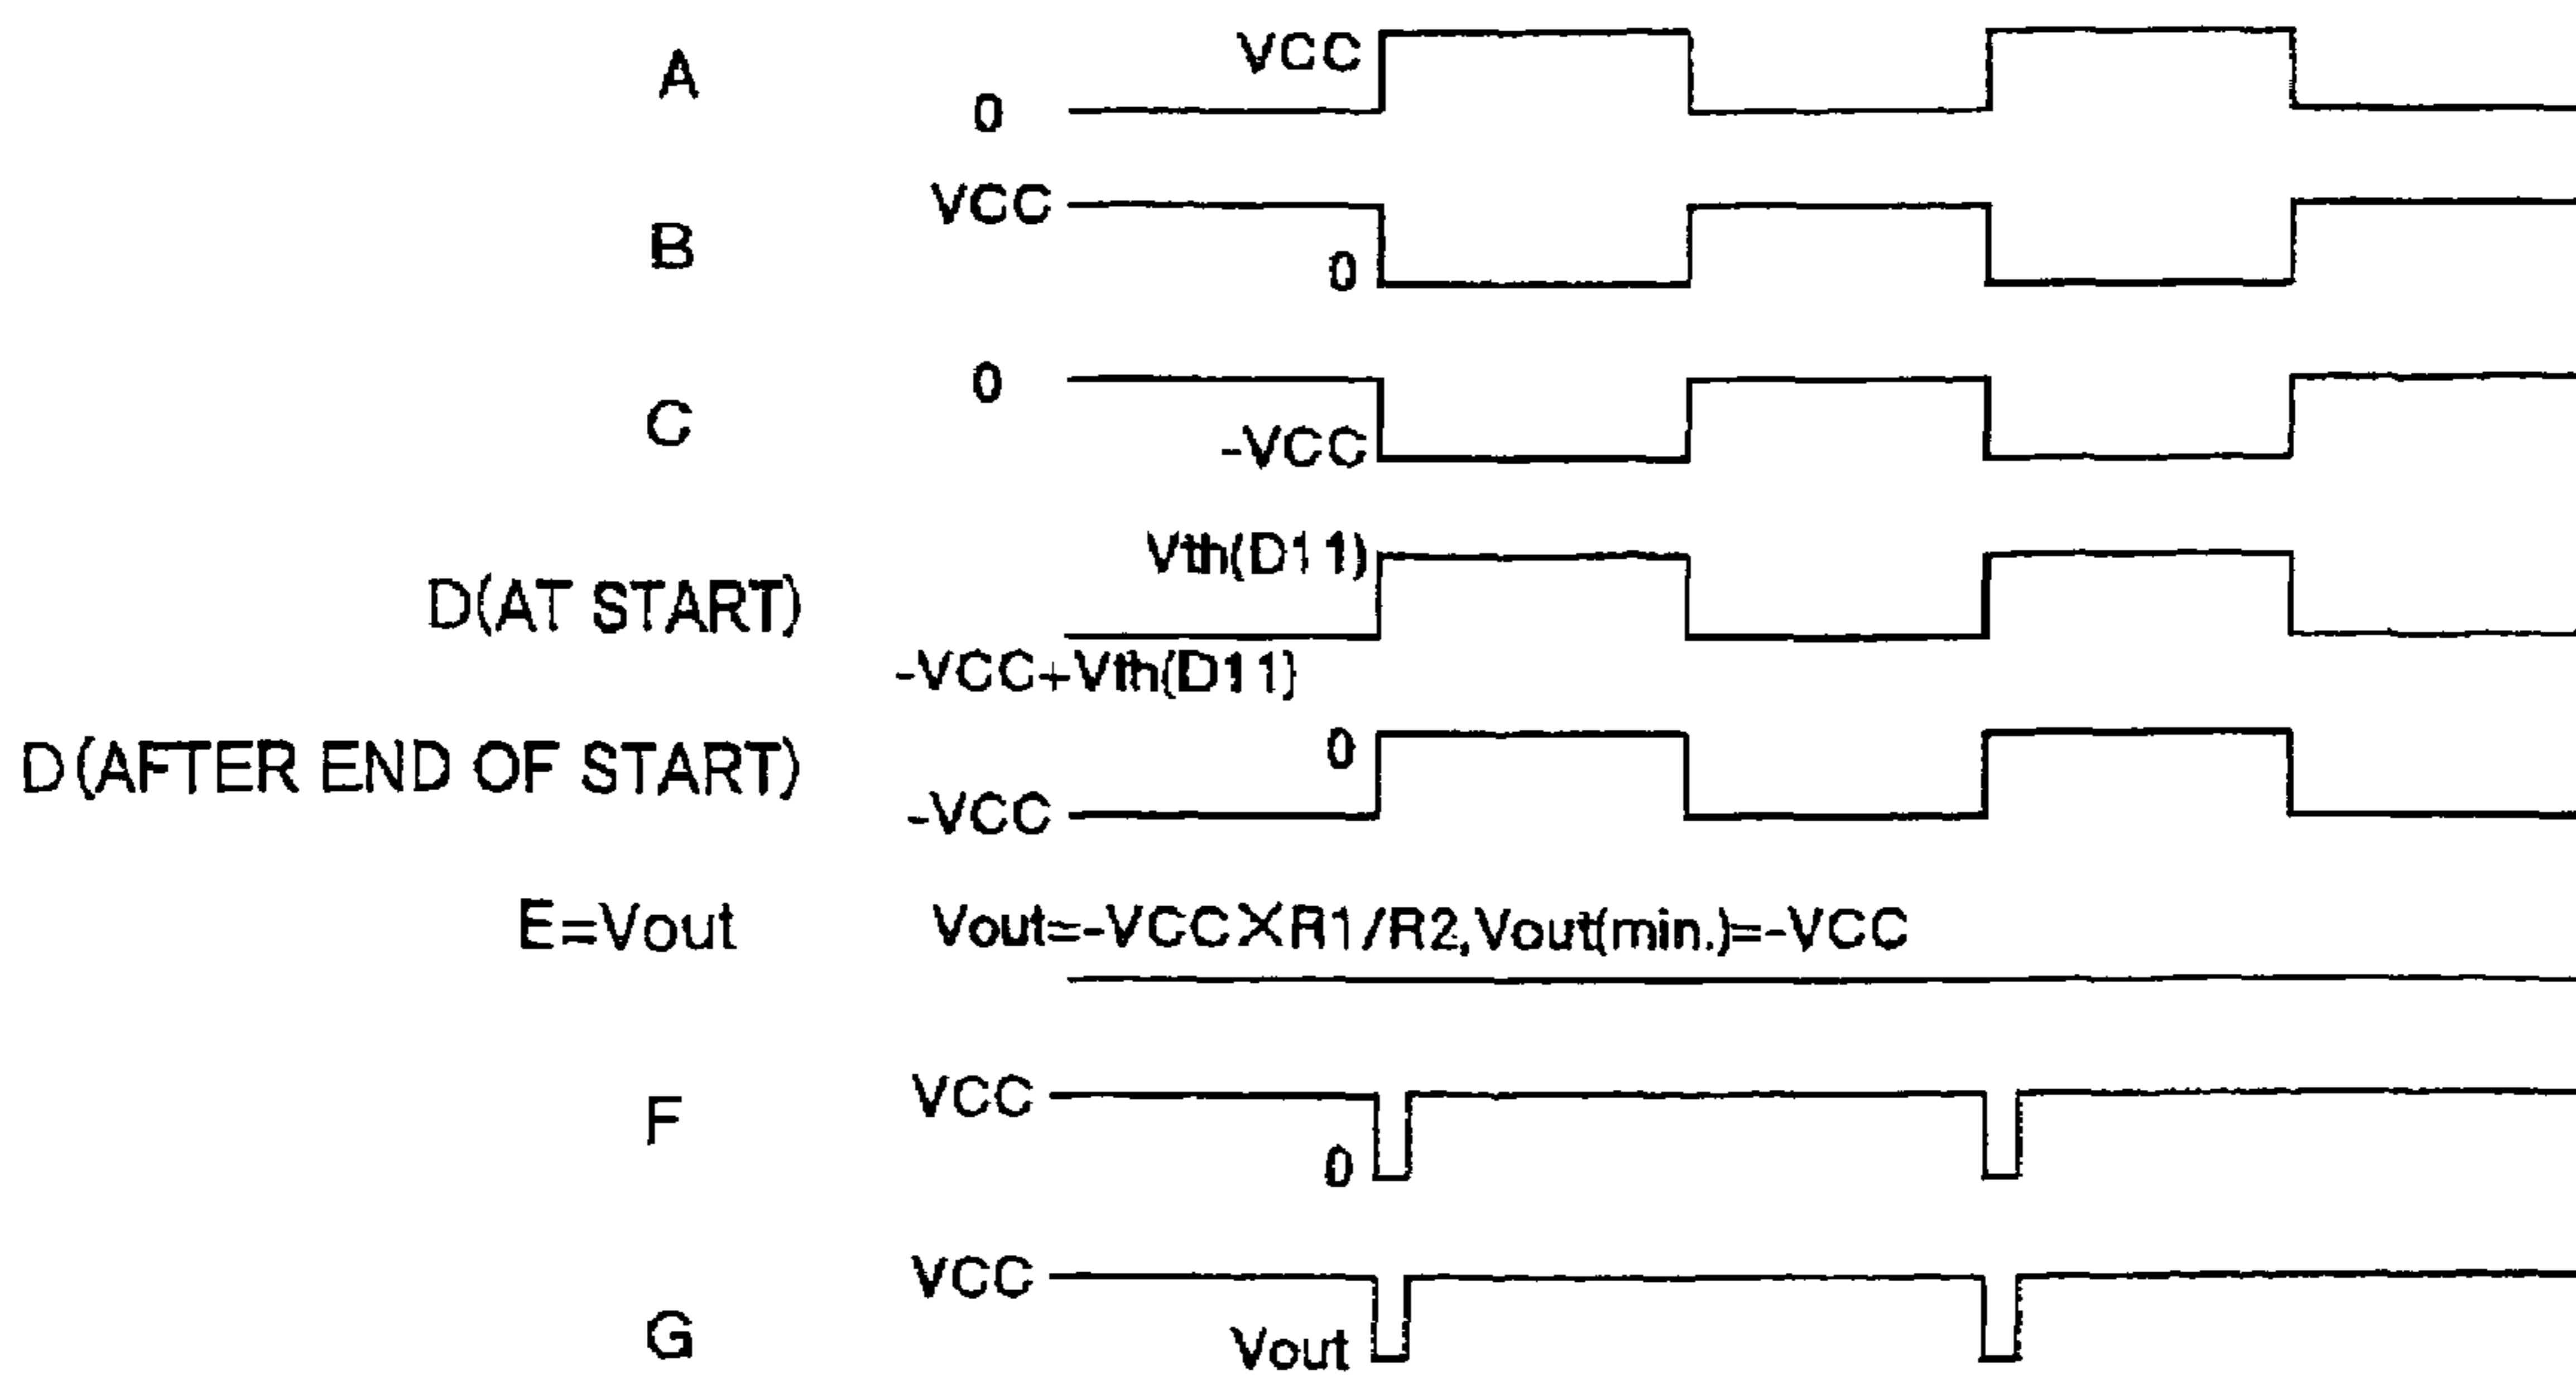 A
VCC
0
B
VCC
0
C
0
-VCC
D(AT START)
Vth(D11)
-VCC+Vth(D11)
D(AFTER END OF START)
0
-VCC
E=Vout
Vout=-VCC×R1/R2,Vout(min.)=-VCC
F
VCC
0
G
VCC
Vout